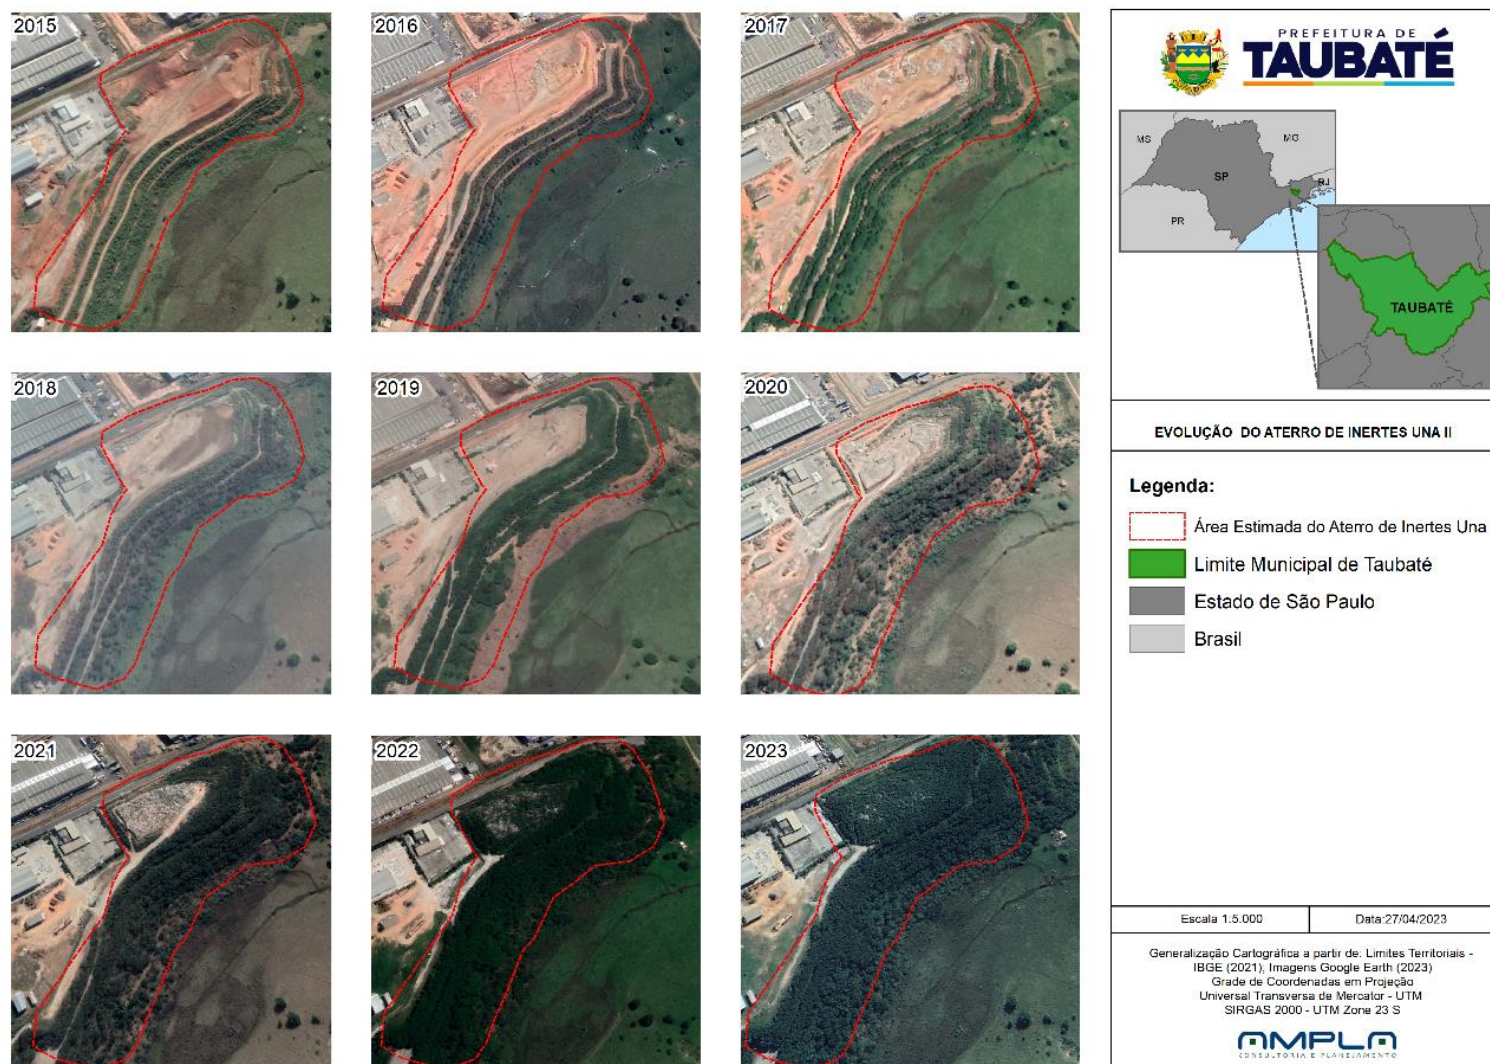 2015
2016
2017
2018
2019
2020
2021
2022
2023
PREFEITURA DE
TAUBATÉ
MS
MG
SP
RJ
PR
TAUBATÉ
EVOLUÇÃO DO ATERRO DE INERTES UNA II
Legenda:
Área Estimada do Aterro de Inertes Una
Limite Municipal de Taubaté
Estado de São Paulo
Brasil
Escala 1:5.000
Data:27/04/2023
Generalização Cartográfica a partir de: Limites Territoriais -
IBGE (2021); Imagens Google Earth (2023)
Grade de Coordenadas em Projeção
Universal Transversa de Mercator - UTM
SIRGAS 2000 - UTM Zone 23 S
AMPLA
CONSULTORIA E PLANEJAMENTO